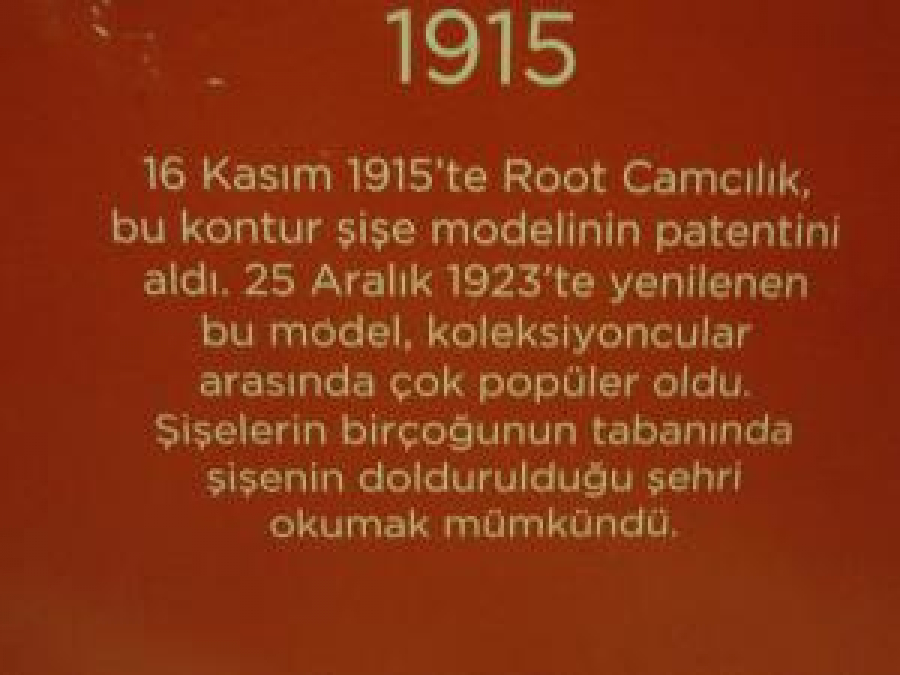 1915
16 Kasım 1915'te Root Camcılık,
bu kontur şişe modelinin patentini
aldı. 25 Aralık 1923'te yenilenen
bu model, koleksiyoncular
arasında çok popüler oldu.
Şişelerin birçoğunun tabanında
şişenin doldurulduğu şehri
okumak mümkündü.